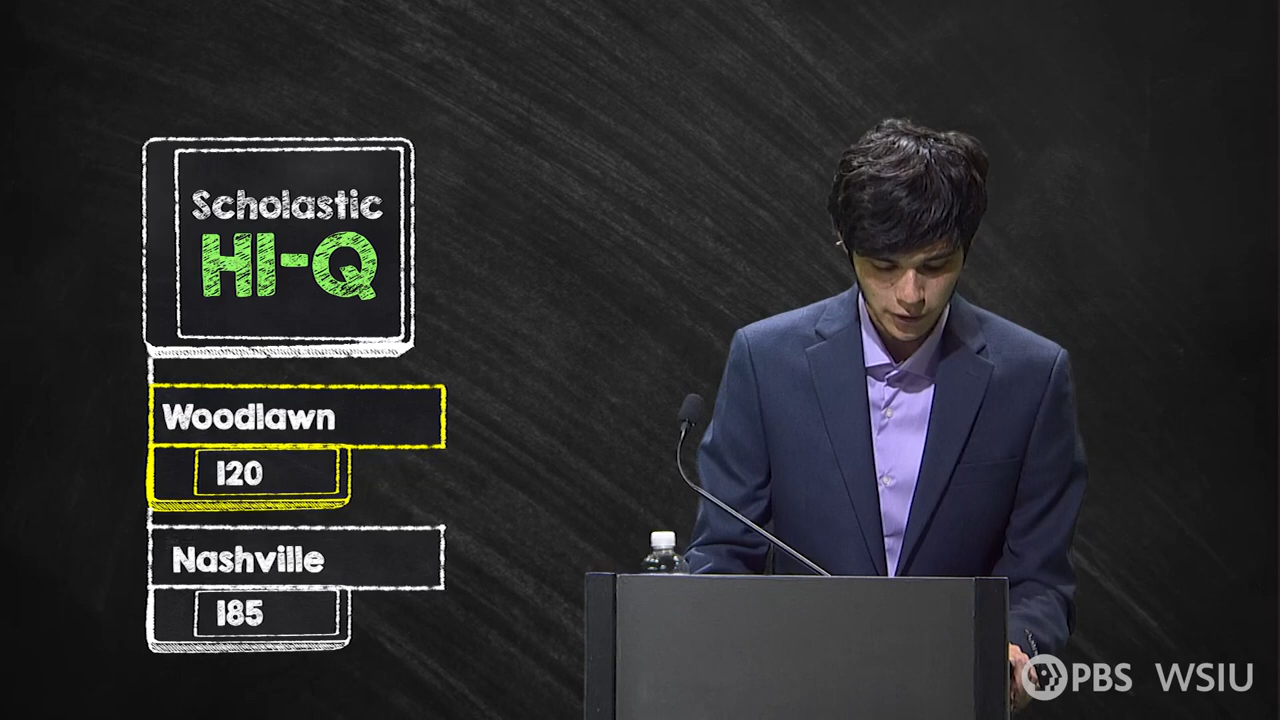 Scholastic
HI-Q
Woodlawn
120
Nashville
185
PBS WSIU